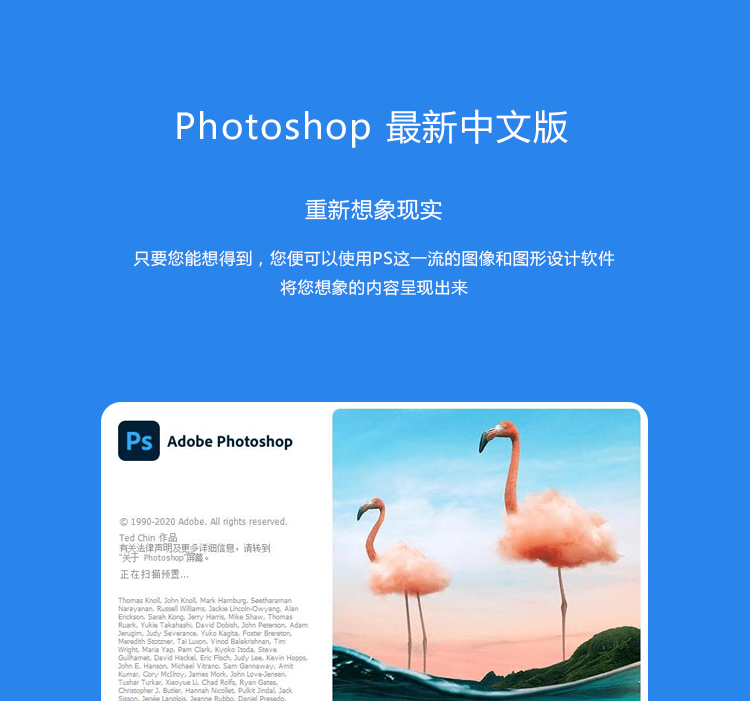 Photoshop 最新中文版
重新想象现实
只要您能想得到，您便可以使用PS这一流的图像和图形设计软件
将您想象的内容呈现出来
Ps Adobe Photoshop
© 1990-2020 Adobe. All rights reserved.
Ted Chin 作品
有关法律声明及更多详细信息，请转到
"关于 Photoshop"屏幕。
正在扫描预置...
Thomas Knoll, John Knoll, Mark Hamburg, Seetharaman
Narayanan, Russell Williams, Jackie Lincoln-Owyang, Alan
Erickson, Sarah Kong, Jerry Harris, Mike Shaw, Thomas
Ruark, Yukie Takahashi, David Dobish, John Peterson, Adam
Jerugim, Judy Severance, Yuko Kagita, Foster Brereton,
Meredith Stotzner, Tai Luxon, Vinod Balakrishnan, Tim
Wright, Maria Yap, Pam Clark, Kyoko Itoda, Steve
Guilhamet, David Hackel, Eric Floch, Judy Lee, Kevin Hopps,
John E. Hanson, Michael Vitrano, Sam Gannaway, Amit
Kumar, Cory McIlroy, James Mork, John Love-Jensen,
Tushar Turkar, Xiaoyue Li, Chad Rolfs, Ryan Gates,
Christopher J. Butler, Hannah Nicollet, Pulkit Jindal, Jack
Sisson, Jenée Langlois, Jeanne Rubbo, Daniel Presedo,